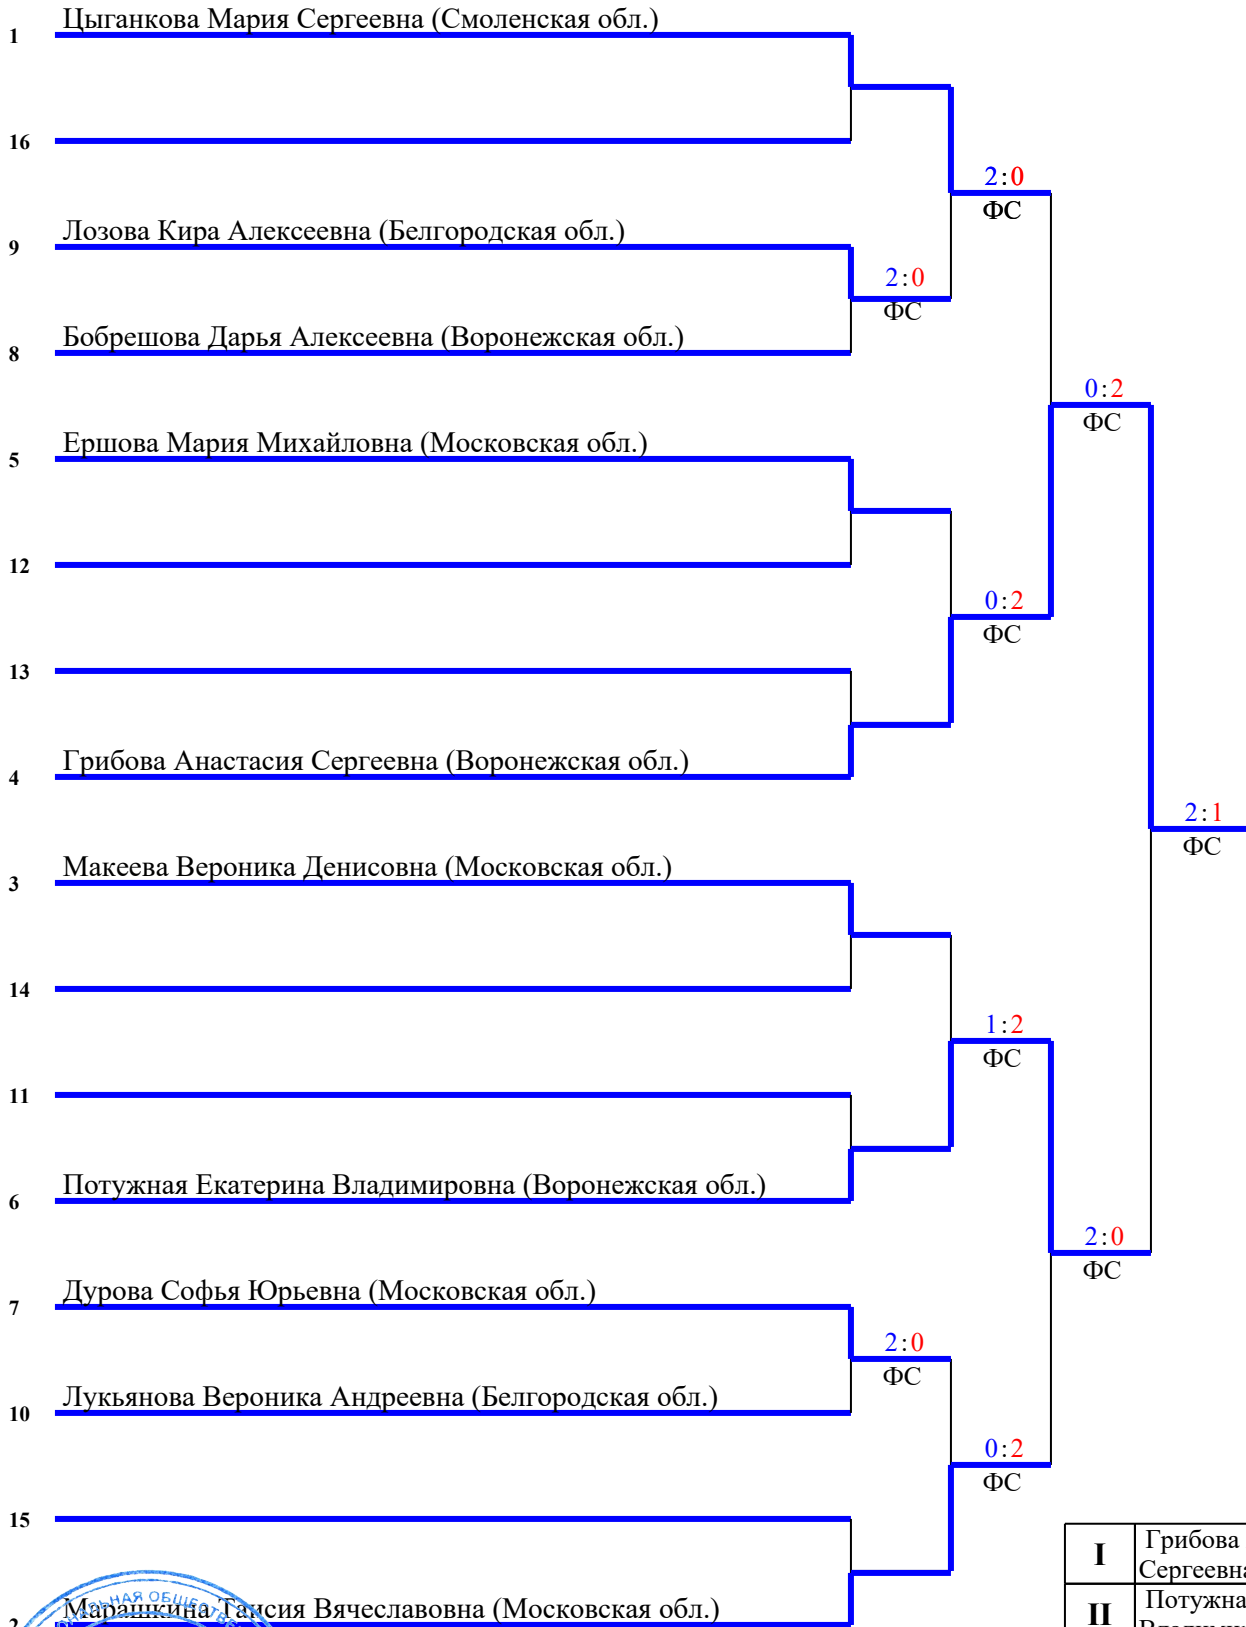 Цыганкова Мария Сергеевна (Смоленская обл.)
1
16
2:0
ФС
Лозова Кира Алексеевна (Белгородская обл.)
9
2:0
ФС
Бобрешова Дарья Алексеевна (Воронежская обл.)
8
0:2
ФС
Ершова Мария Михайловна (Московская обл.)
5
12
0:2
ФС
13
Грибова Анастасия Сергеевна (Воронежская обл.)
4
2:1
ФС
Макеева Вероника Денисовна (Московская обл.)
3
14
1:2
ФС
11
Потужная Екатерина Владимировна (Воронежская обл.)
6
2:0
ФС
Дурова Софья Юрьевна (Московская обл.)
7
2:0
ФС
Лукьянова Вероника Андреевна (Белгородская обл.)
10
0:2
ФС
15
I Грибова
Сергеевна
Марашкина Таисия Вячеславовна (Московская обл.)
2
II